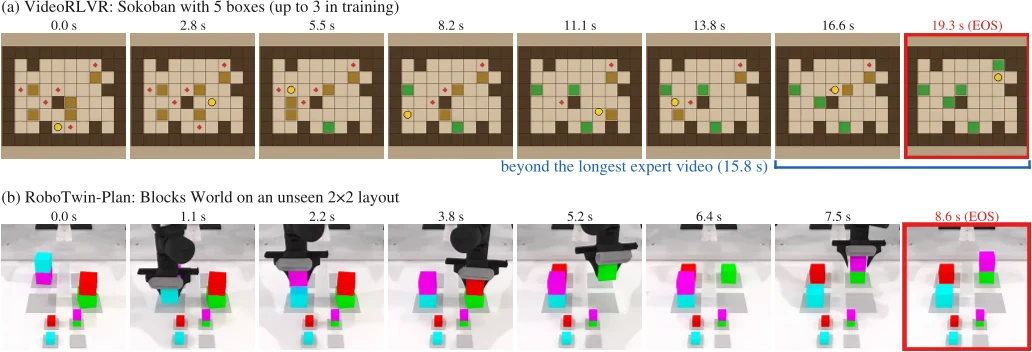 (a) VideoRLVR: Sokoban with 5 boxes (up to 3 in training)
0.0 s 2.8 s 5.5 s 8.2 s 11.1 s 13.8 s 16.6 s 19.3 s (EOS)
beyond the longest expert video (15.8 s)
(b) RoboTwin-Plan: Blocks World on an unseen 2×2 layout
0.0 s 1.1 s 2.2 s 3.8 s 5.2 s 6.4 s 7.5 s 8.6 s (EOS)